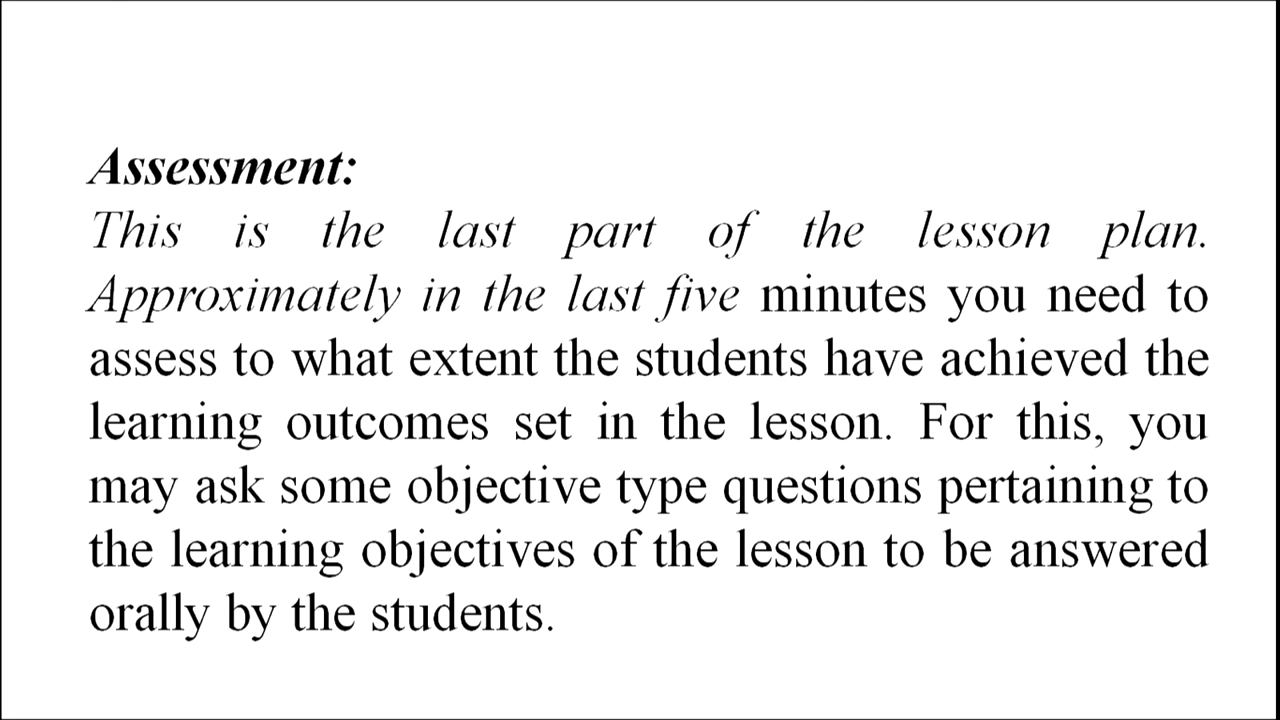 Assessment:
This is the last part of the lesson plan.
Approximately in the last five minutes you need to
assess to what extent the students have achieved the
learning outcomes set in the lesson. For this, you
may ask some objective type questions pertaining to
the learning objectives of the lesson to be answered
orally by the students.